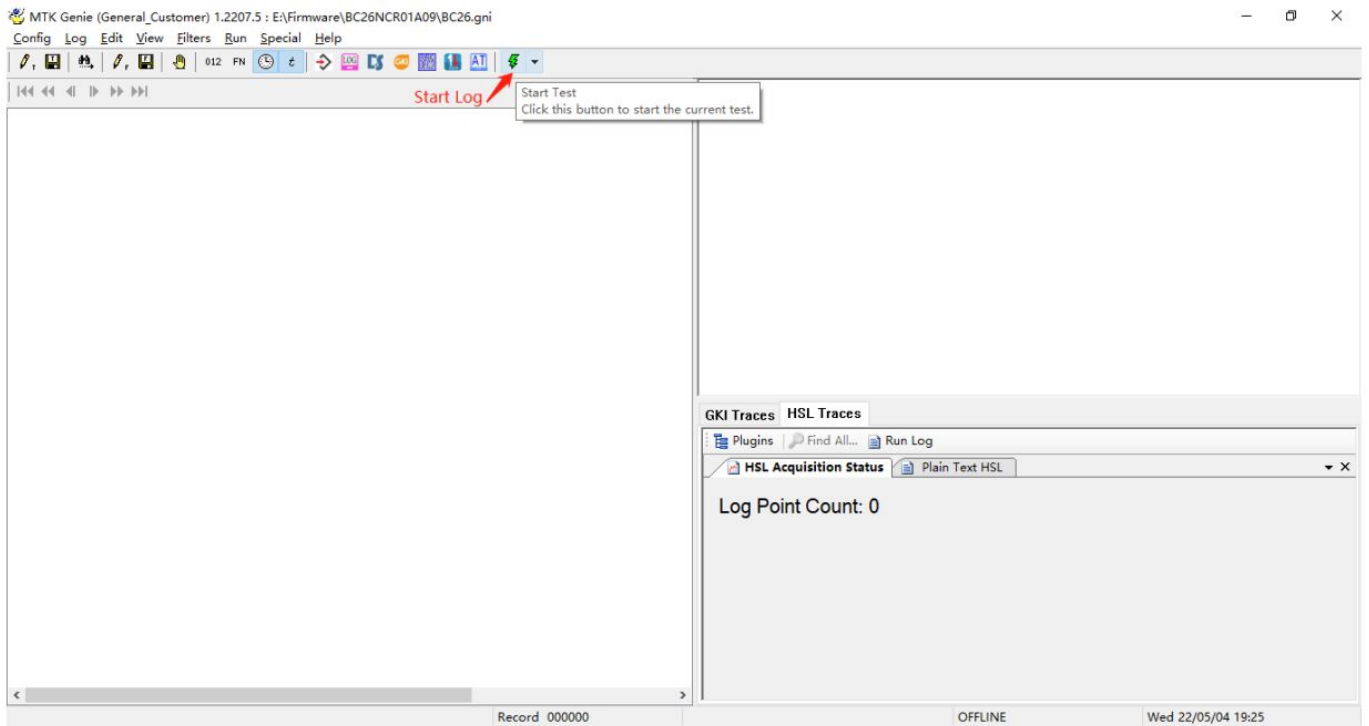 MTK Genie (General_Customer) 1.2207.5 : E:\Firmware\BC26NCR01A09\BC26.gni
Config Log Edit View Filters Run Special Help
012 FN t LOG AT
Start Log
Start Test
Click this button to start the current test.
GKI Traces HSL Traces
Plugins Find All... Run Log
HSL Acquisition Status Plain Text HSL
Log Point Count: 0
Record 000000 OFFLINE Wed 22/05/04 19:25